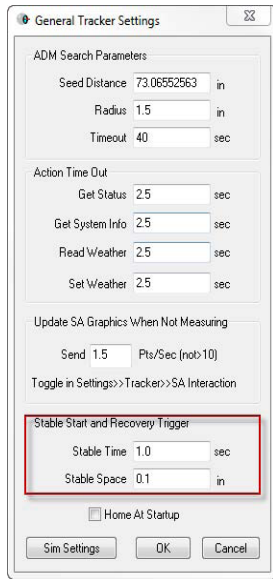 General Tracker Settings
ADM Search Parameters
Seed Distance 73.06552563 in
Radius 1.5 in
Timeout 40 sec
Action Time Out
Get Status 2.5 sec
Get System Info 2.5 sec
Read Weather 2.5 sec
Set Weather 2.5 sec
Update SA Graphics When Not Measuring
Send 1.5 Pts/Sec (not>10)
Toggle in Settings>>Tracker>>SA Interaction
Stable Start and Recovery Trigger
Stable Time 1.0 sec
Stable Space 0.1 in
Home At Startup
Sim Settings OK Cancel